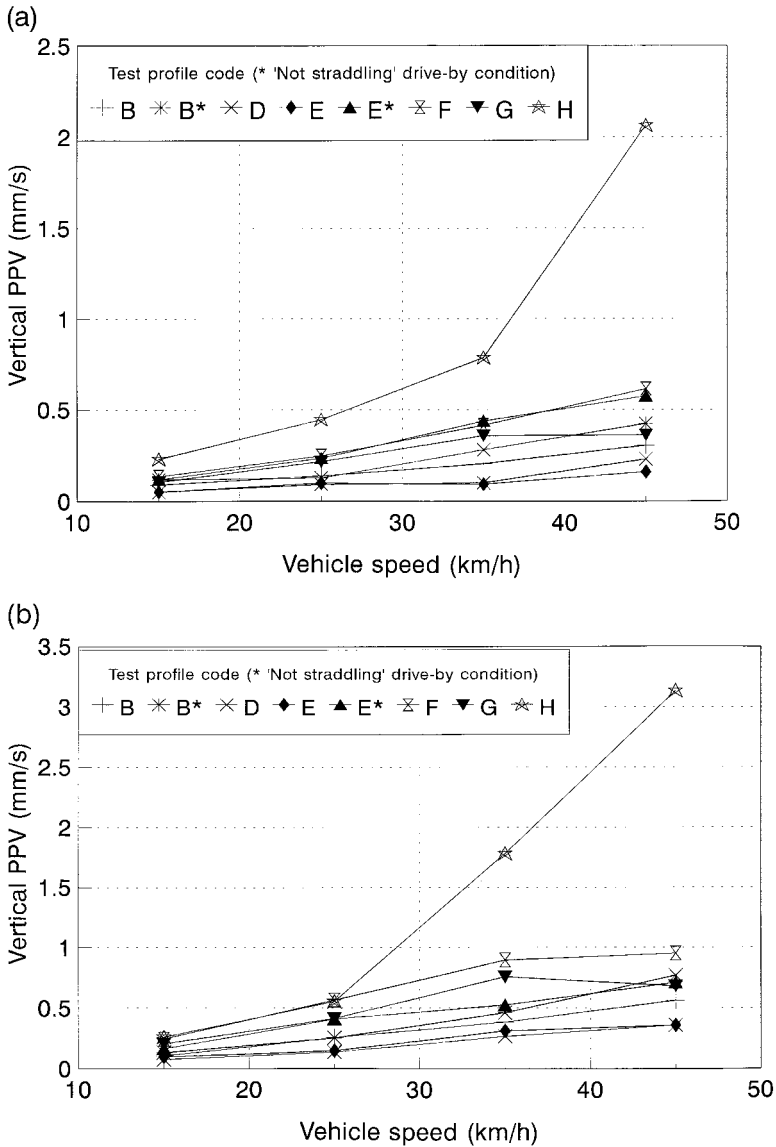 (a)
2.5
Test profile code (* 'Not straddling' drive-by condition)
B B* D E E* F G H
2
1.5
1
0.5
0
Vertical PPV (mm/s)
10 20 30 40 50
Vehicle speed (km/h)
(b)
3.5
Test profile code (* 'Not straddling' drive-by condition)
B B* D E E* F G H
3
2.5
2
1.5
1
0.5
0
Vertical PPV (mm/s)
10 20 30 40 50
Vehicle speed (km/h)